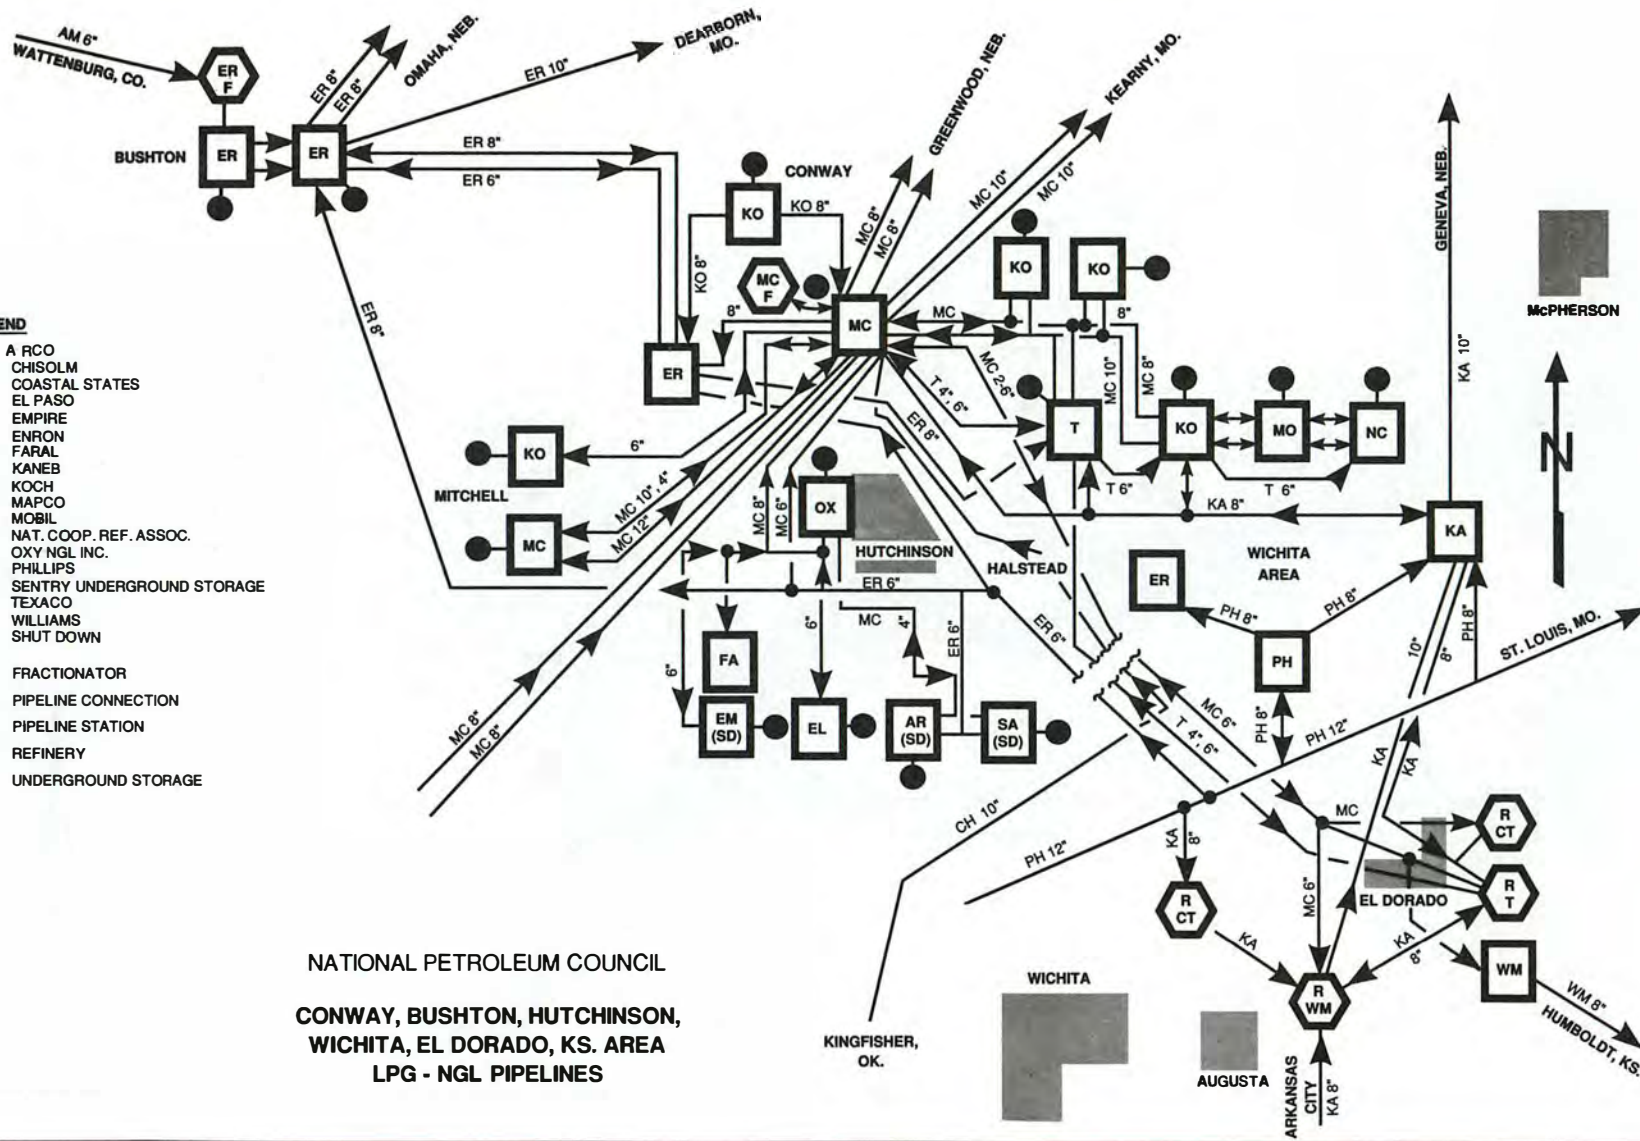 AM 6"
WATTENBURG, CO.
ER
F
BUSHTON
ER
ER
ER 8"
ER 8"
OMAHA, NEB.
ER 10"
DEARBORN,
MO.
ER 8"
ER 6"
CONWAY
KO
KO 8"
KO 8"
MC
F
8"
MC
ER
MC 8"
MC 8"
GREENWOOD, NEB.
MC 10"
MC 10"
KEARNY, MO.
KO
KO
MC
8"
MC 2-6"
T 4", 6"
ER 8"
MC 10"
MC 8"
T
KO
MO
NC
T 6"
T 6"
KA 8"
GENEVA, NEB.
KA 10"
McPHERSON
N
ER 8"
END
ARCO
CHISOLM
COASTAL STATES
EL PASO
EMPIRE
ENRON
FARAL
KANEB
KOCH
MAPCO
MOBIL
NAT. COOP. REF. ASSOC.
OXY NGL INC.
PHILLIPS
SENTRY UNDERGROUND STORAGE
TEXACO
WILLIAMS
SHUT DOWN
FRACTIONATOR
PIPELINE CONNECTION
PIPELINE STATION
REFINERY
UNDERGROUND STORAGE
KO
6"
MITCHELL
MC
MC 10", 4"
MC 12"
MC 8"
MC 6"
OX
HUTCHINSON
HALSTEAD
ER 6"
MC
4"
ER 6"
ER 6"
6"
6"
FA
EM
(SD)
EL
AR
(SD)
SA
(SD)
MC 8"
MC 8"
KA
WICHITA
AREA
ER
PH 8"
PH 8"
PH
PH 8"
PH 8"
10"
8"
ST. LOUIS, MO.
PH 12"
MC 6"
T 4", 6"
KA
KA
CH 10"
PH 12"
KA
8"
MC
R
CT
R
CT
R
T
EL DORADO
MC 6"
KA
KA
8"
WM
WM 8"
HUMBOLDT, KS.
R
WM
WICHITA
AUGUSTA
ARKANSAS
CITY
KA 8"
KINGFISHER,
OK.
NATIONAL PETROLEUM COUNCIL
CONWAY, BUSHTON, HUTCHINSON,
WICHITA, EL DORADO, KS. AREA
LPG - NGL PIPELINES